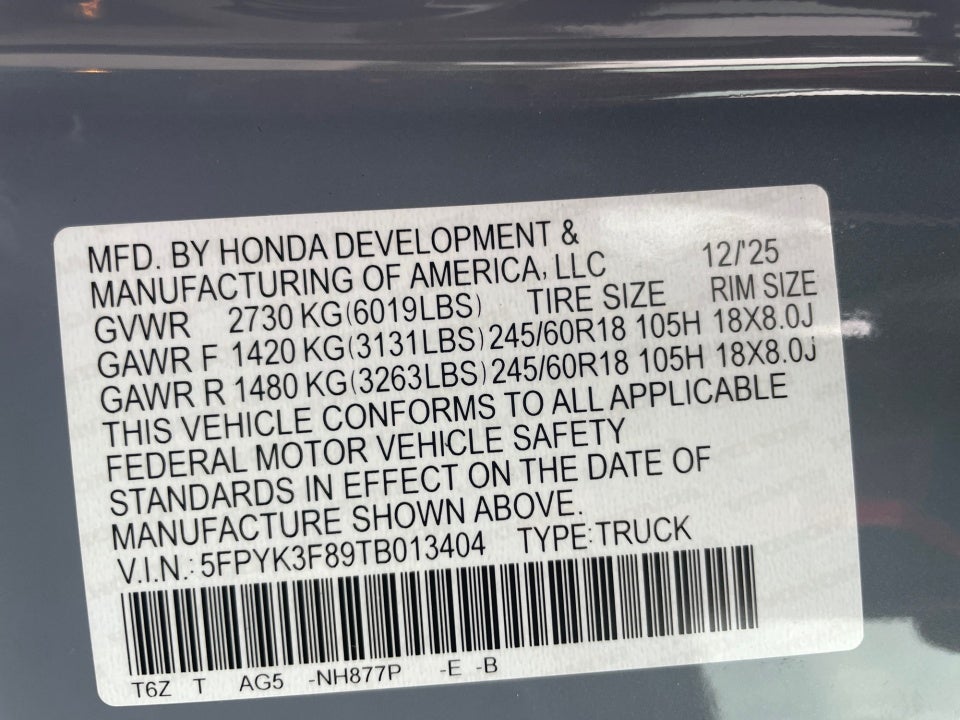 MFD. BY HONDA DEVELOPMENT &
MANUFACTURING OF AMERICA, LLC 12/'25
GVWR 2730 KG(6019LBS) TIRE SIZE RIM SIZE
GAWR F 1420 KG(3131LBS) 245/60R18 105H 18X8.0J
GAWR R 1480 KG(3263LBS) 245/60R18 105H 18X8.0J
THIS VEHICLE CONFORMS TO ALL APPLICABLE
FEDERAL MOTOR VEHICLE SAFETY
STANDARDS IN EFFECT ON THE DATE OF
MANUFACTURE SHOWN ABOVE.
V.I.N.: 5FPYK3F89TB013404 TYPE: TRUCK
T6Z T AG5 -NH877P -E -B